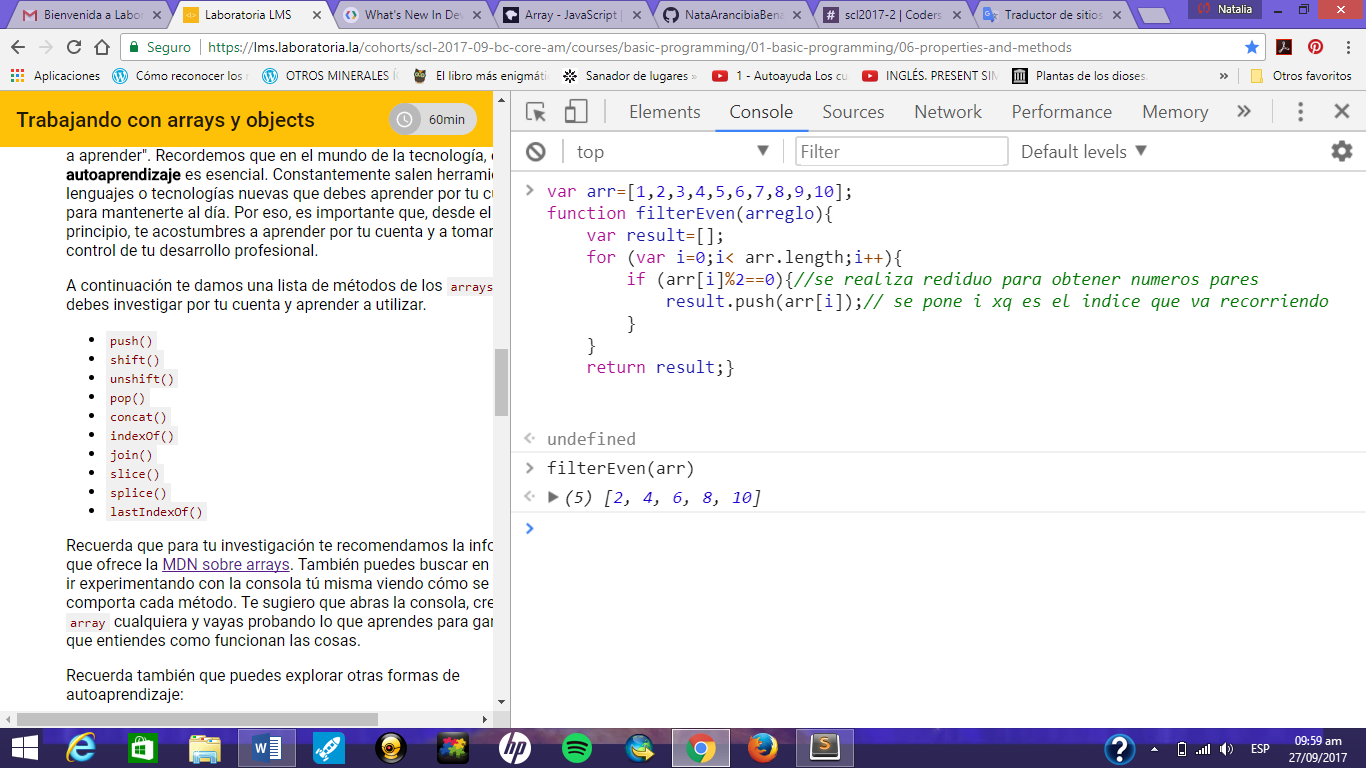 Bienvenida a Labor
Laboratoria LMS
What's New In Dev
Array - JavaScript |
NataArancibiaBena
scl2017-2 | Coders
Traductor de sitios
Natalia
Seguro
https://lms.laboratoria.la/cohorts/scl-2017-09-bc-core-am/courses/basic-programming/01-basic-programming/06-properties-and-methods
Aplicaciones
Cómo reconocer los
OTROS MINERALES
El libro más enigmáti
Sanador de lugares »
1 - Autoayuda Los cu
INGLÉS. PRESENT SIM
Plantas de los dioses.
»
Otros favoritos
Trabajando con arrays y objects
60min
a aprender". Recordemos que en el mundo de la tecnología,
autoaprendizaje es esencial. Constantemente salen herrami
lenguajes o tecnologías nuevas que debes aprender por tu cu
para mantenerte al día. Por eso, es importante que, desde el
principio, te acostumbres a aprender por tu cuenta y a tomar
control de tu desarrollo profesional.
A continuación te damos una lista de métodos de los arrays
debes investigar por tu cuenta y aprender a utilizar.
push()
shift()
unshift()
pop()
concat()
indexOf()
join()
slice()
splice()
lastIndexOf()
Recuerda que para tu investigación te recomendamos la info
que ofrece la MDN sobre arrays. También puedes buscar en
ir experimentando con la consola tú misma viendo cómo se
comporta cada método. Te sugiero que abras la consola, cre
array cualquiera y vayas probando lo que aprendes para gar
que entiendes como funcionan las cosas.
Recuerda también que puedes explorar otras formas de
autoaprendizaje:
Elements
Console
Sources
Network
Performance
Memory
»
top
Filter
Default levels
var arr=[1,2,3,4,5,6,7,8,9,10];
function filterEven(arreglo){
var result=[];
for (var i=0;i< arr.length;i++){
if (arr[i]%2==0){//se realiza rediduo para obtener numeros pares
result.push(arr[i]);// se pone i xq es el indice que va recorriendo
}
}
return result;}
undefined
filterEven(arr)
(5) [2, 4, 6, 8, 10]
ESP
09:59 am
27/09/2017